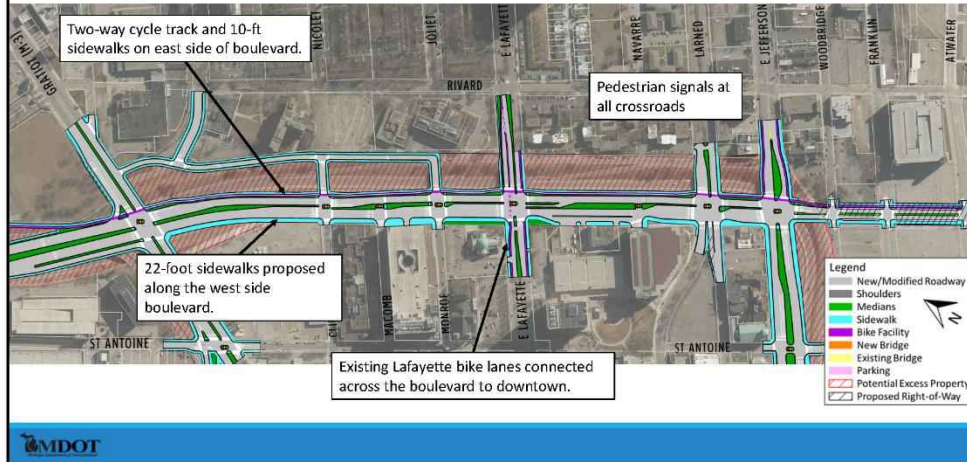 Two-way cycle track and 10-ft
sidewalks on east side of boulevard.
GRATIOT (M-3)
NICOLET
JOLIET
E LAFAYETTE
RIVARD
Pedestrian signals at
all crossroads
NAVARRE
LARNED
E JEFFERSON
WOODBRIDGE
FRANKLIN
ATWATER
22-foot sidewalks proposed
along the west side
boulevard.
MACOMB
MONROE
E LAFAYETTE
ST ANTOINE
ST ANTOINE
Existing Lafayette bike lanes connected
across the boulevard to downtown.
Legend
New/Modified Roadway
Shoulders
Medians
Sidewalk
Bike Facility
New Bridge
Existing Bridge
Parking
Potential Excess Property
Proposed Right-of-Way
N
MDOT